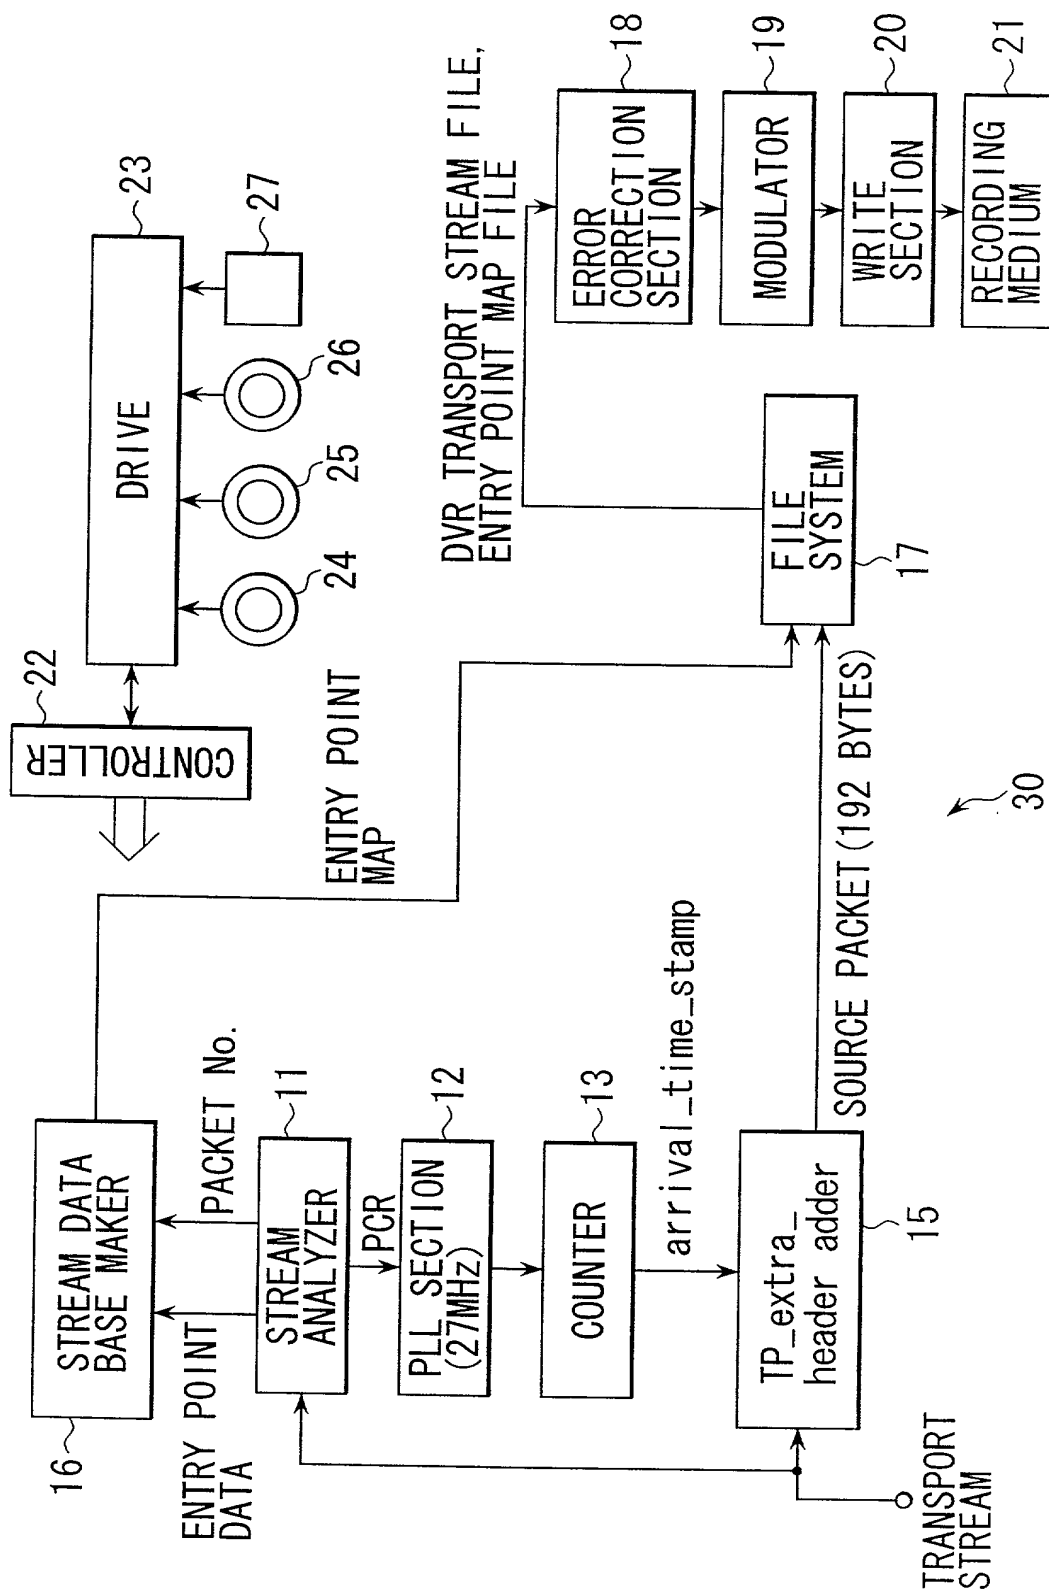 16
STREAM DATA
BASE MAKER
ENTRY POINT
DATA
PACKET No.
STREAM
ANALYZER
11
PCR
PLL SECTION
(27MHz)
12
COUNTER
13
arrival_time_stamp
TRANSPORT
STREAM
TP_extra_
header adder
15
SOURCE PACKET(192 BYTES)
ENTRY POINT
MAP
CONTROLLER
22
DRIVE
23
24
25
26
27
FILE
SYSTEM
17
DVR TRANSPORT STREAM FILE,
ENTRY POINT MAP FILE
ERROR
CORRECTION
SECTION
18
MODULATOR
19
WRITE
SECTION
20
RECORDING
MEDIUM
21
30